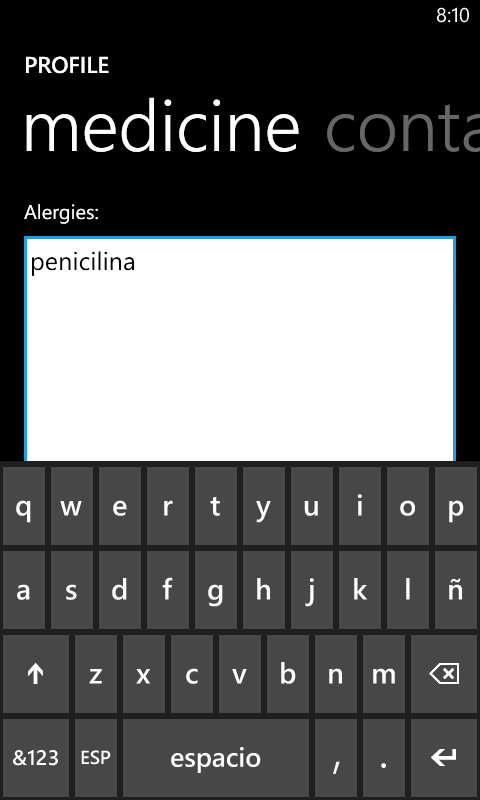 8:10
PROFILE
medicine conta
Alergies:
penicilina
q w e r t y u i o p
a s d f g h j k l ñ
z x c v b n m
&123 ESP espacio , .